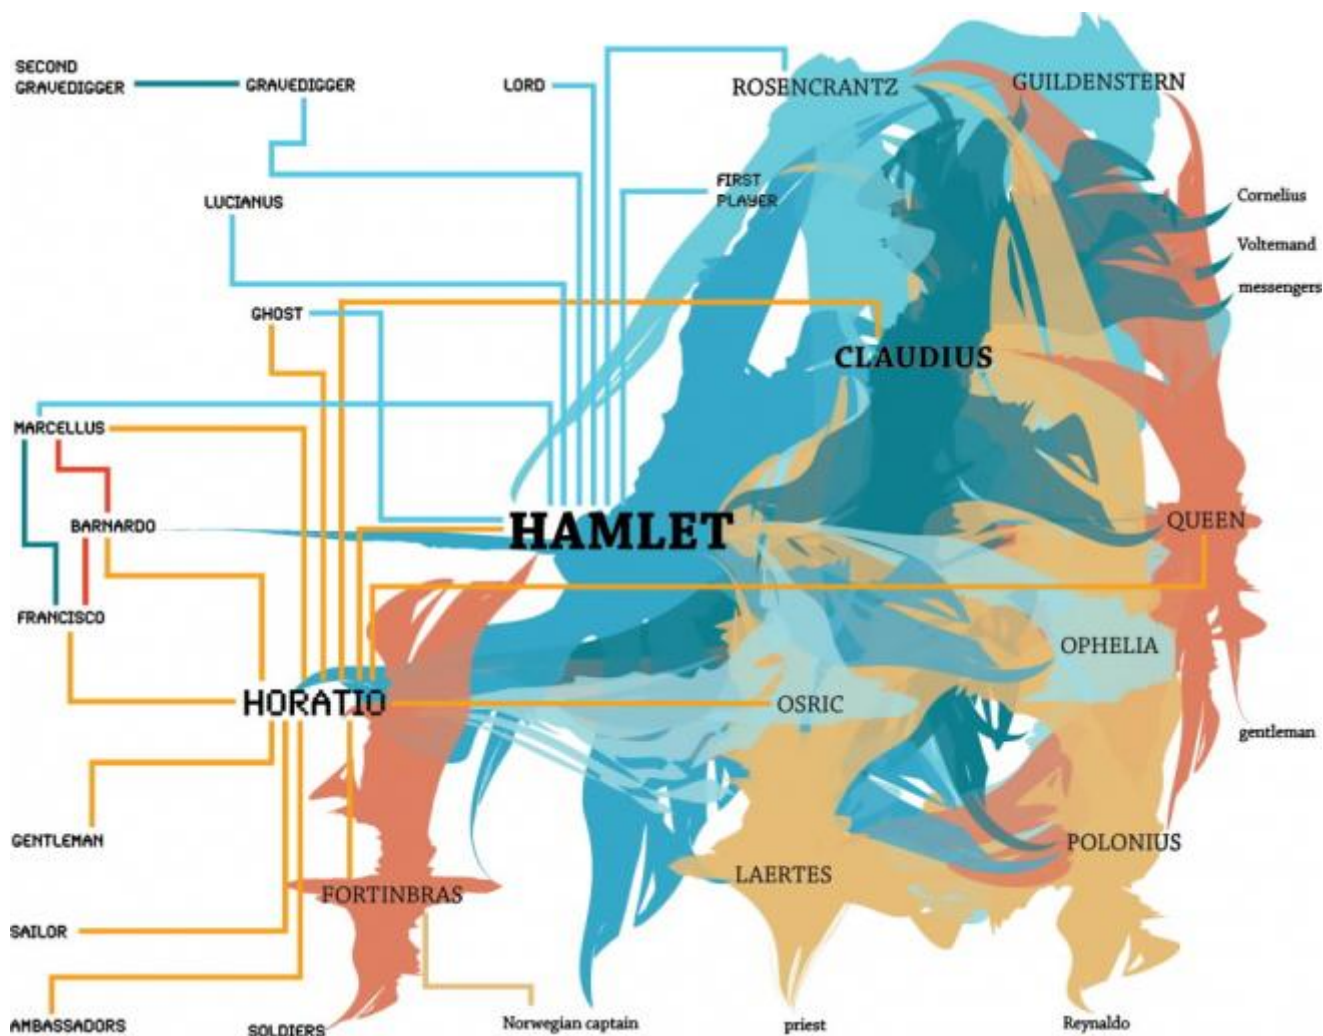 SECOND
GRAVEDIGGER
GRAVEDIGGER
LORD
ROSENCRANTZ
GUILDENSTERN
LUCIANUS
FIRST
PLAYER
Cornelius
Voltemand
messengers
GHOST
CLAUDIUS
MARCELLUS
BARNARDO
HAMLET
QUEEN
FRANCISCO
OPHELIA
HORATIO
OSRIC
gentleman
GENTLEMAN
POLONIUS
LAERTES
FORTINBRAS
SAILOR
AMBASSADORS
SOLDIERS
Norwegian captain
priest
Reynaldo